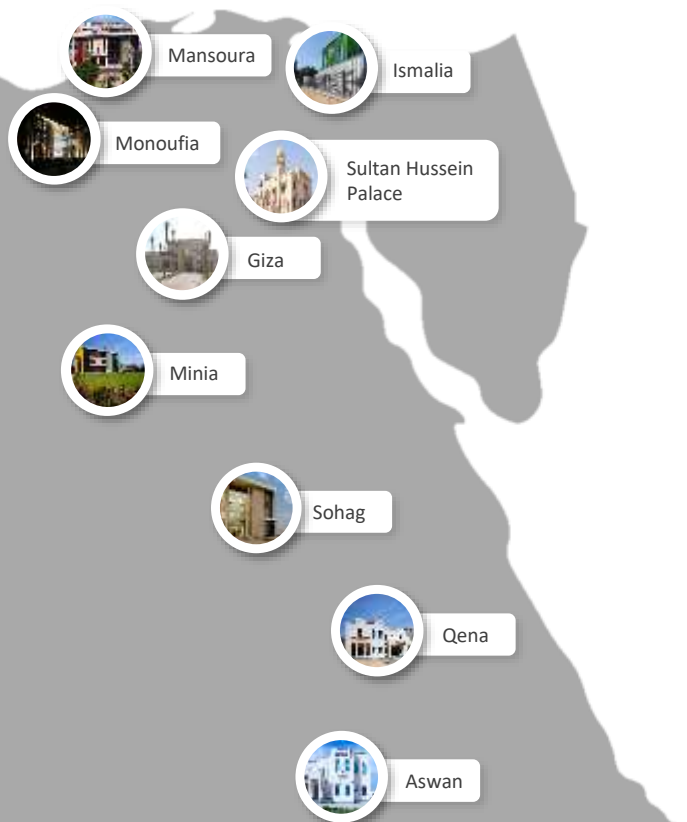 Mansoura
Ismalia
Monoufia
Sultan Hussein
Palace
Giza
Minia
Sohag
Qena
Aswan